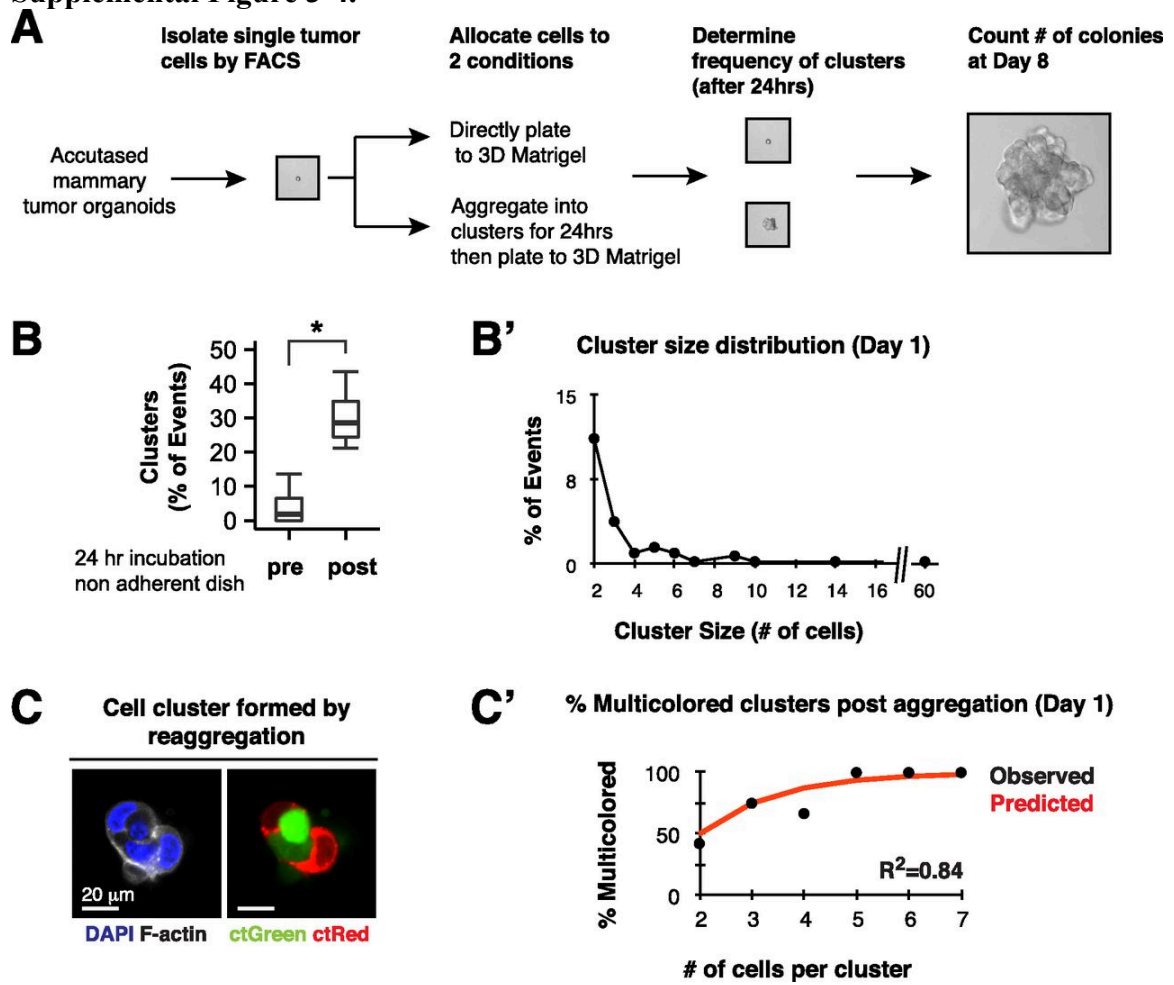 Supplemental Figure 3-4.
A
Isolate single tumor
cells by FACS
Allocate cells to
2 conditions
Determine
frequency of clusters
(after 24hrs)
Count # of colonies
at Day 8
Accutased
mammary
tumor organoids
Directly plate
to 3D Matrigel
Aggregate into
clusters for 24hrs
then plate to 3D Matrigel
B
*
Clusters
(% of Events)
50
40
30
20
10
0
24 hr incubation
non adherent dish
pre post
B'
Cluster size distribution (Day 1)
% of Events
15
8
0
2 4 6 8 10 12 14 16 60
Cluster Size (# of cells)
C
Cell cluster formed by
reaggregation
20 μm
DAPI F-actin
ctGreen ctRed
C'
% Multicolored clusters post aggregation (Day 1)
% Multicolored
100
50
0
Observed
Predicted
R²=0.84
2 3 4 5 6 7
# of cells per cluster